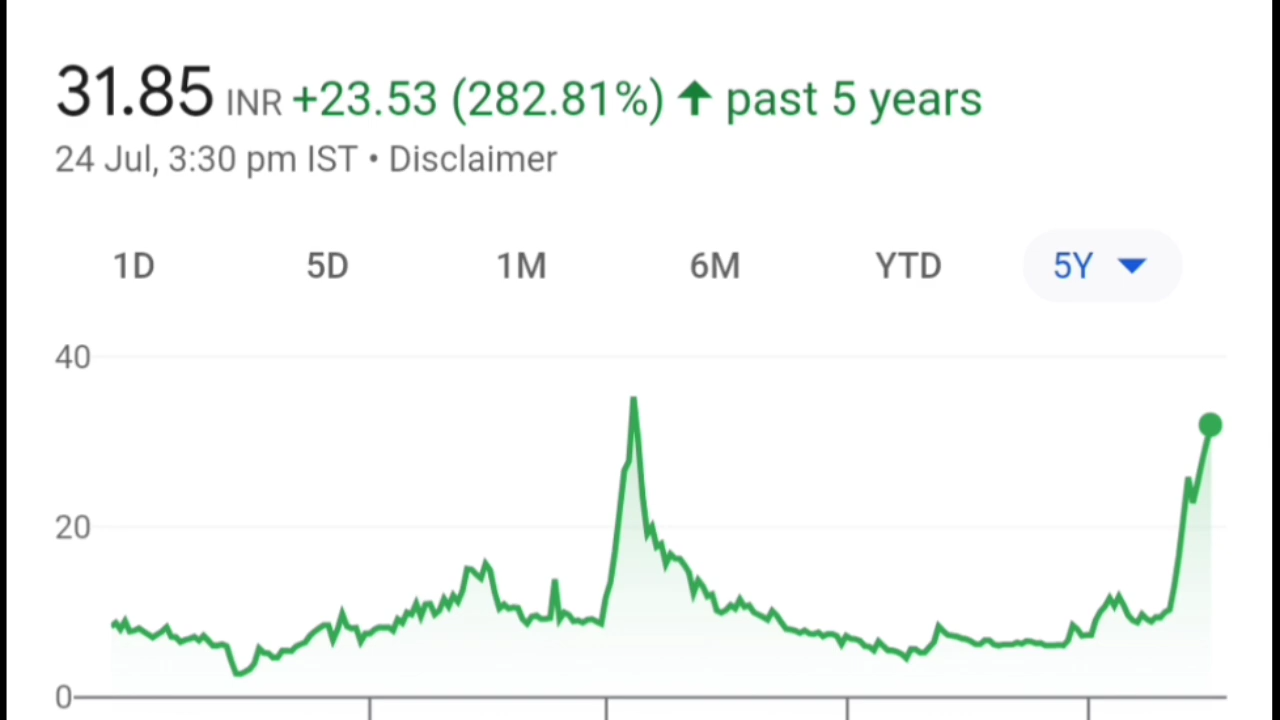 31.85 INR +23.53 (282.81%) ↑ past 5 years
24 Jul, 3:30 pm IST • Disclaimer
1D 5D 1M 6M YTD 5Y
40
20
0